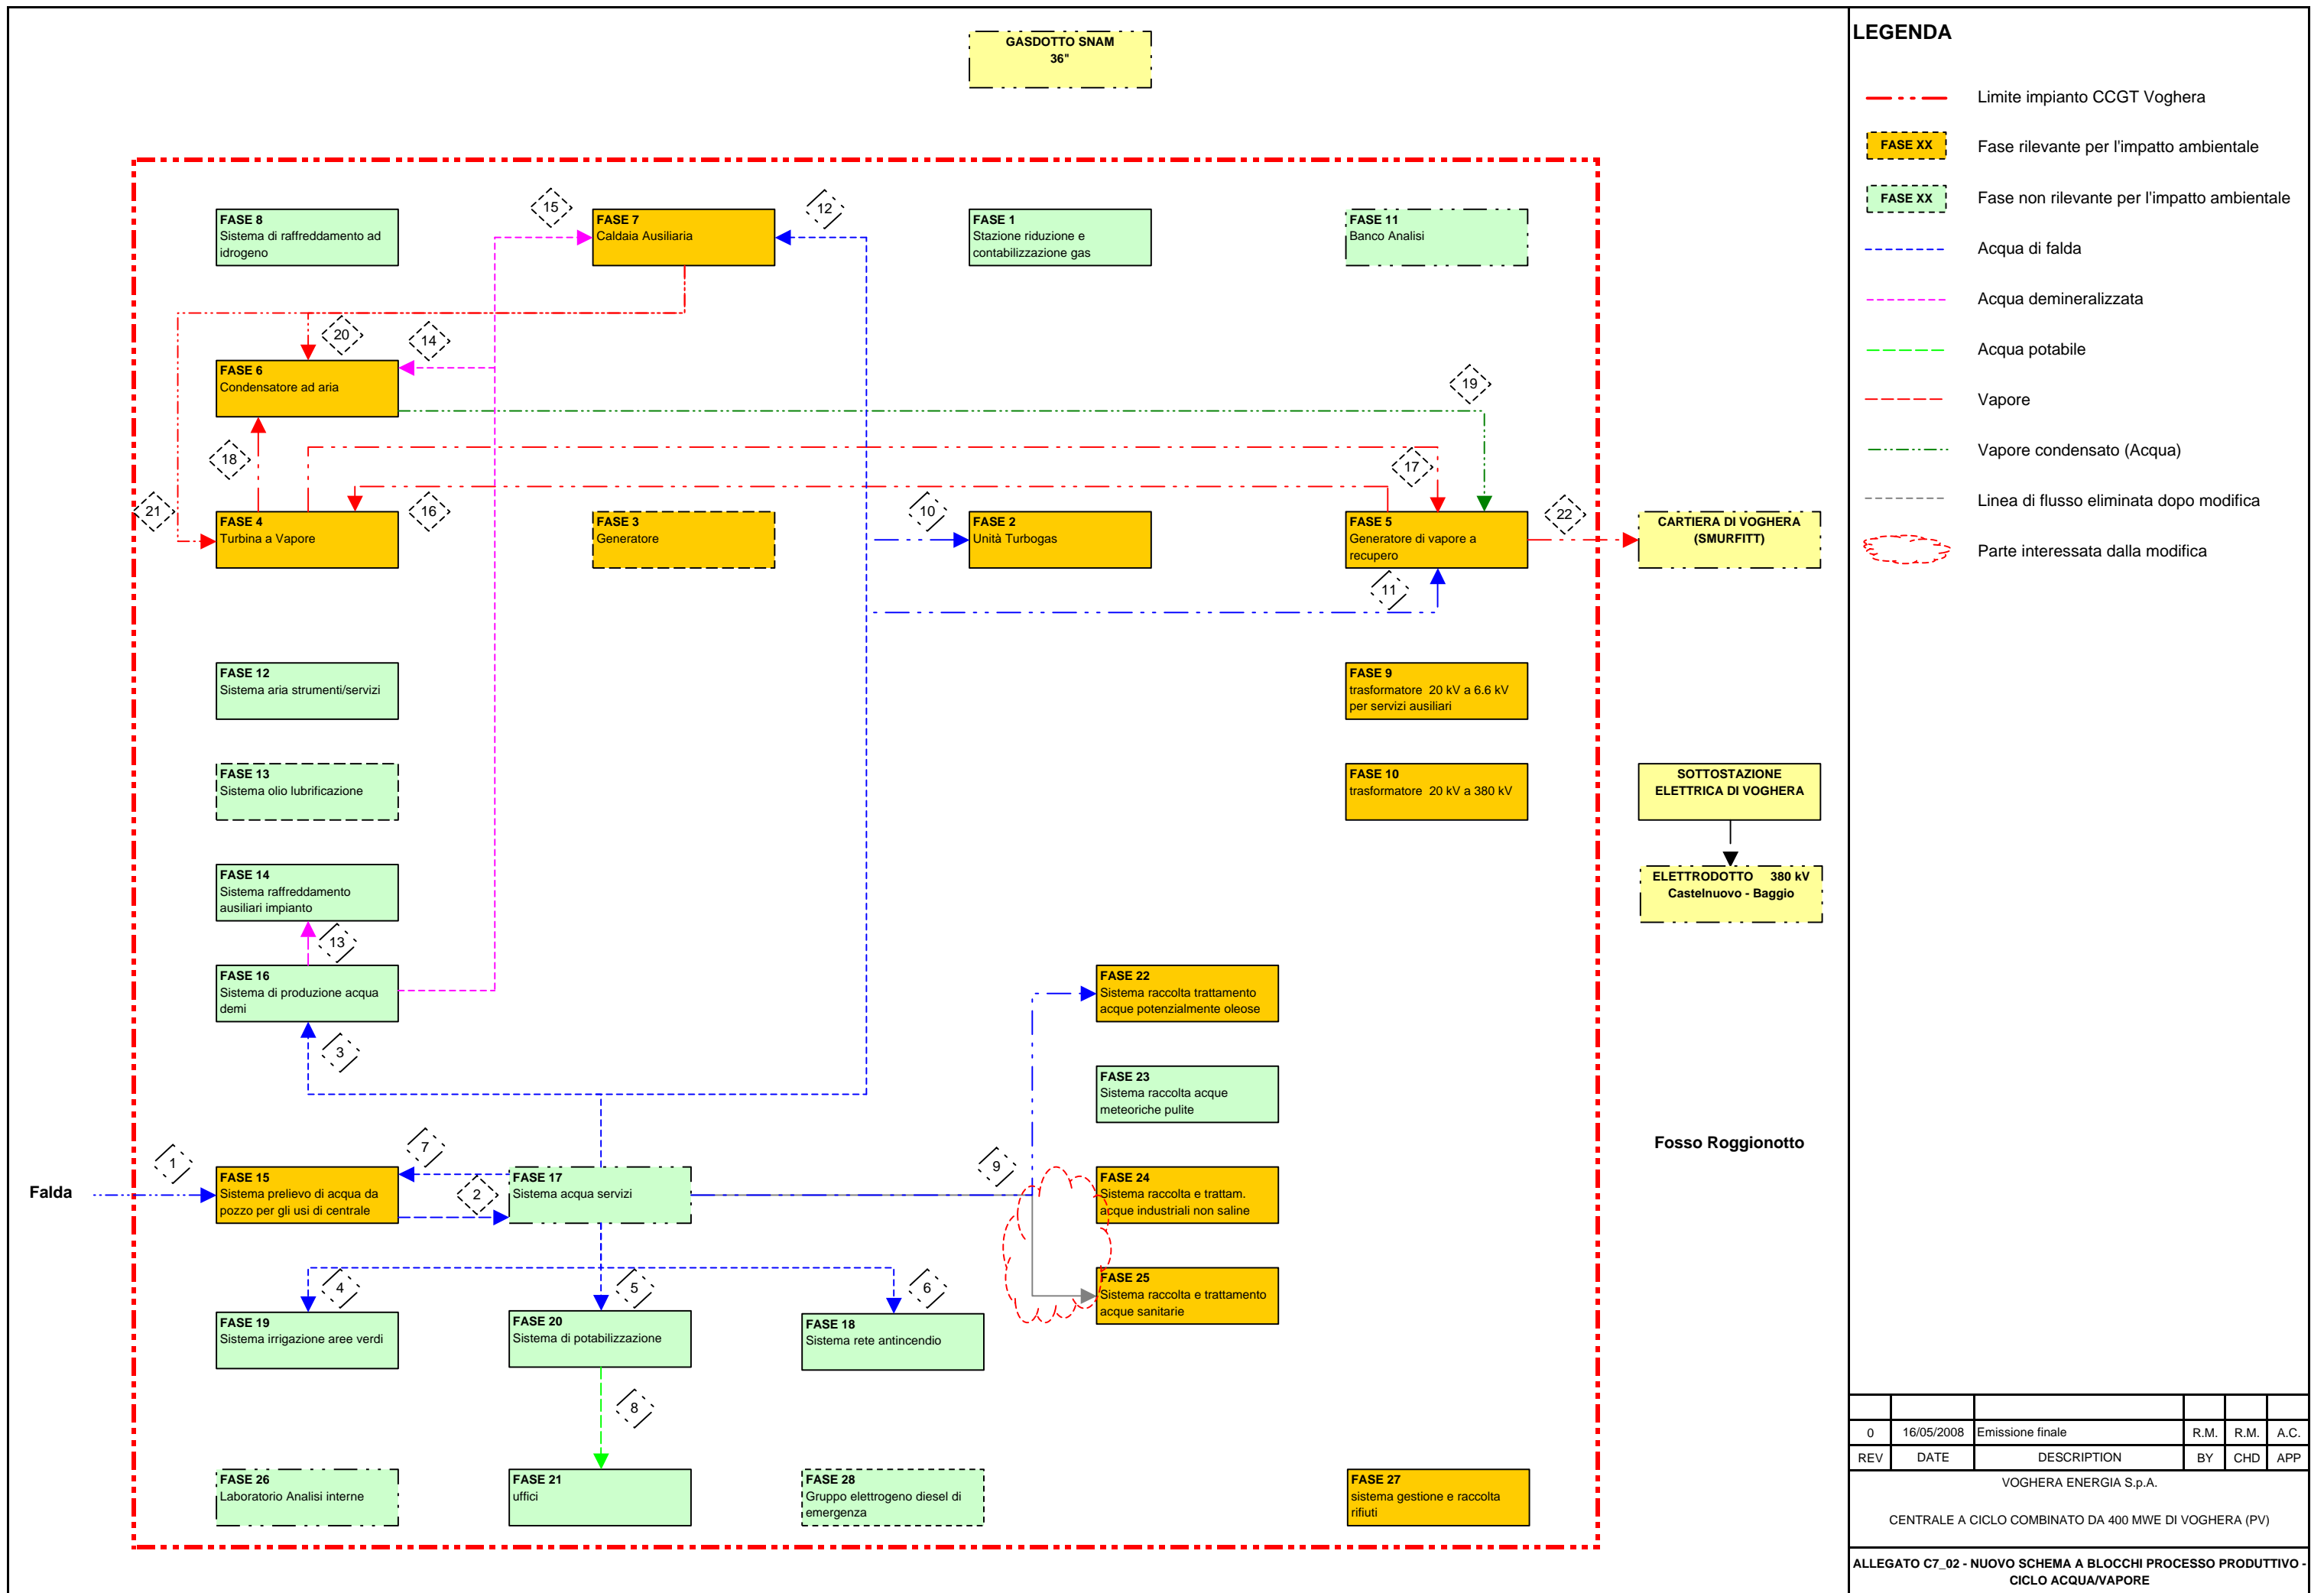 GASDOTTO SNAM
36"
15
12
FASE 8
Sistema di raffreddamento ad
idrogeno
FASE 7
Caldaia Ausiliaria
FASE 1
Stazione riduzione e
contabilizzazione gas
FASE 11
Banco Analisi
20
14
FASE 6
Condensatore ad aria
19
18
17
21
16
10
22
FASE 4
Turbina a Vapore
FASE 3
Generatore
FASE 2
Unità Turbogas
FASE 5
Generatore di vapore a
recupero
CARTIERA DI VOGHERA
(SMURFITT)
11
FASE 12
Sistema aria strumenti/servizi
FASE 9
trasformatore 20 kV a 6.6 kV
per servizi ausiliari
FASE 13
Sistema olio lubrificazione
FASE 10
trasformatore 20 kV a 380 kV
SOTTOSTAZIONE
ELETTRICA DI VOGHERA
FASE 14
Sistema raffreddamento
ausiliari impianto
ELETTRODOTTO 380 kV
Castelnuovo - Baggio
13
FASE 16
Sistema di produzione acqua
demi
FASE 22
Sistema raccolta trattamento
acque potenzialmente oleose
3
FASE 23
Sistema raccolta acque
meteoriche pulite
Fosso Roggionotto
1
7
9
Falda
FASE 15
Sistema prelievo di acqua da
pozzo per gli usi di centrale
2
FASE 17
Sistema acqua servizi
FASE 24
Sistema raccolta e trattam.
acque industriali non saline
4
5
6
FASE 25
Sistema raccolta e trattamento
acque sanitarie
FASE 19
Sistema irrigazione aree verdi
FASE 20
Sistema di potabilizzazione
FASE 18
Sistema rete antincendio
8
FASE 26
Laboratorio Analisi interne
FASE 21
uffici
FASE 28
Gruppo elettrogeno diesel di
emergenza
FASE 27
sistema gestione e raccolta
rifiuti
LEGENDA
Limite impianto CCGT Voghera
FASE XX
Fase rilevante per l'impatto ambientale
FASE XX
Fase non rilevante per l'impatto ambientale
Acqua di falda
Acqua demineralizzata
Acqua potabile
Vapore
Vapore condensato (Acqua)
Linea di flusso eliminata dopo modifica
Parte interessata dalla modifica
0 16/05/2008 Emissione finale R.M. R.M. A.C.
REV DATE DESCRIPTION BY CHD APP
VOGHERA ENERGIA S.p.A.
CENTRALE A CICLO COMBINATO DA 400 MWE DI VOGHERA (PV)
ALLEGATO C7_02 - NUOVO SCHEMA A BLOCCHI PROCESSO PRODUTTIVO -
CICLO ACQUA/VAPORE